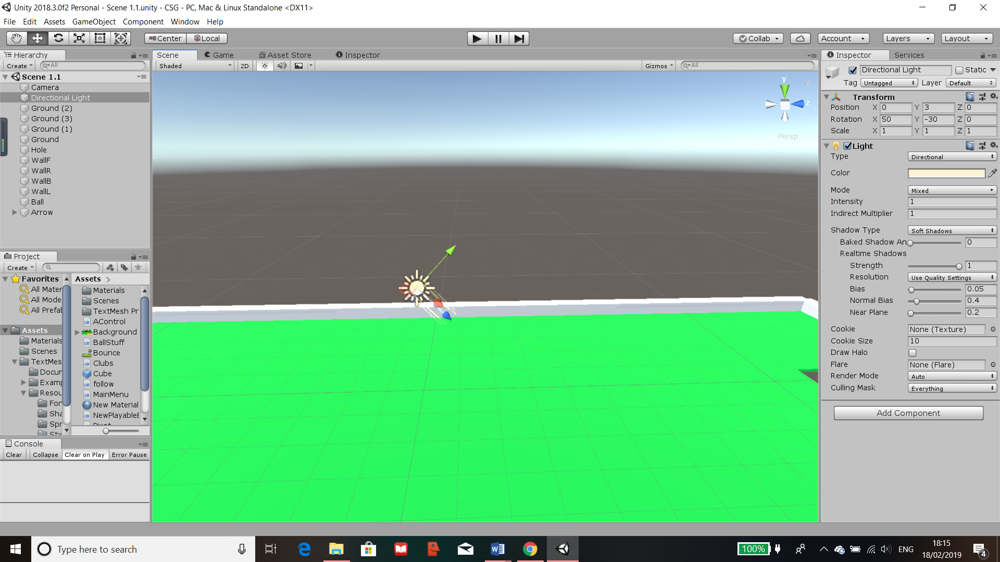 Unity 2018.3.0f2 Personal - Scene 1.1.unity - CSG - PC, Mac & Linux Standalone <DX11>
File Edit Assets GameObject Component Window Help
Center Local
Collab Account Layers Layout
Hierarchy
Create All
Scene 1.1
Camera
Directional Light
Ground (2)
Ground (3)
Ground (1)
Ground
Hole
WallF
WallR
WallB
WallL
Ball
Arrow
Project
Create
Favorites
All Mater
All Mode
All Prefab
Assets
Materials
Scenes
TextMes
Docun
Examp
Resou
For
Sha
Spr
Sty
Assets
Materials
Scenes
TextMesh Pr
AControl
Background
BallStuff
Bounce
Clubs
Cube
follow
MainMenu
New Material
NewPlayableB
Pivot
Console
Clear Collapse Clear on Play Error Pause
Scene Game Asset Store Inspector
Shaded 2D Gizmos All
y
z
Persp
Inspector Services
Directional Light Static
Tag Untagged Layer Default
Transform
Position X 0 Y 3 Z 0
Rotation X 50 Y -30 Z 0
Scale X 1 Y 1 Z 1
Light
Type Directional
Color
Mode Mixed
Intensity 1
Indirect Multiplier 1
Shadow Type Soft Shadows
Baked Shadow An 0
Realtime Shadows
Strength 1
Resolution Use Quality Settings
Bias 0.05
Normal Bias 0.4
Near Plane 0.2
Cookie None (Texture)
Cookie Size 10
Draw Halo
Flare None (Flare)
Render Mode Auto
Culling Mask Everything
Add Component
Type here to search
100%
ENG
18:15
18/02/2019
4